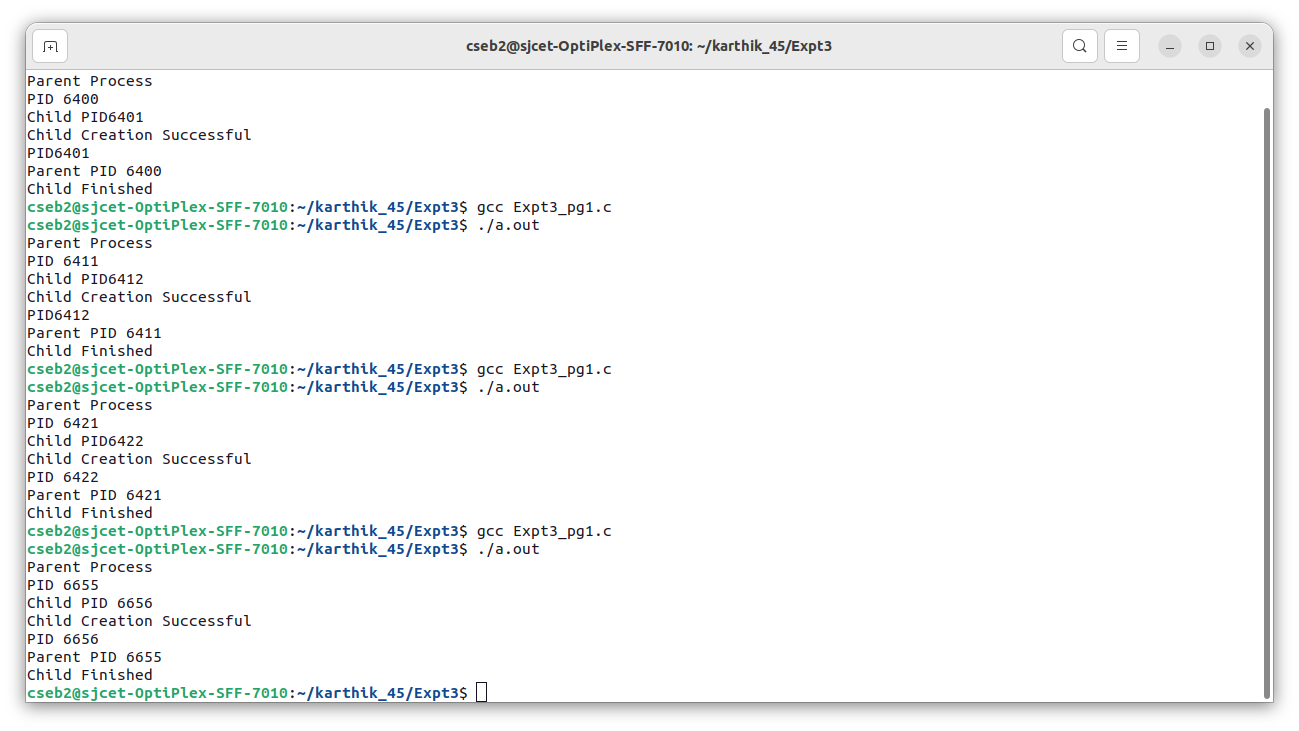 cseb2@sjcet-OptiPlex-SFF-7010: ~/karthik_45/Expt3
Parent Process
PID 6400
Child PID6401
Child Creation Successful
PID6401
Parent PID 6400
Child Finished
cseb2@sjcet-OptiPlex-SFF-7010:~/karthik_45/Expt3$ gcc Expt3_pg1.c
cseb2@sjcet-OptiPlex-SFF-7010:~/karthik_45/Expt3$ ./a.out
Parent Process
PID 6411
Child PID6412
Child Creation Successful
PID6412
Parent PID 6411
Child Finished
cseb2@sjcet-OptiPlex-SFF-7010:~/karthik_45/Expt3$ gcc Expt3_pg1.c
cseb2@sjcet-OptiPlex-SFF-7010:~/karthik_45/Expt3$ ./a.out
Parent Process
PID 6421
Child PID6422
Child Creation Successful
PID 6422
Parent PID 6421
Child Finished
cseb2@sjcet-OptiPlex-SFF-7010:~/karthik_45/Expt3$ gcc Expt3_pg1.c
cseb2@sjcet-OptiPlex-SFF-7010:~/karthik_45/Expt3$ ./a.out
Parent Process
PID 6655
Child PID 6656
Child Creation Successful
PID 6656
Parent PID 6655
Child Finished
cseb2@sjcet-OptiPlex-SFF-7010:~/karthik_45/Expt3$